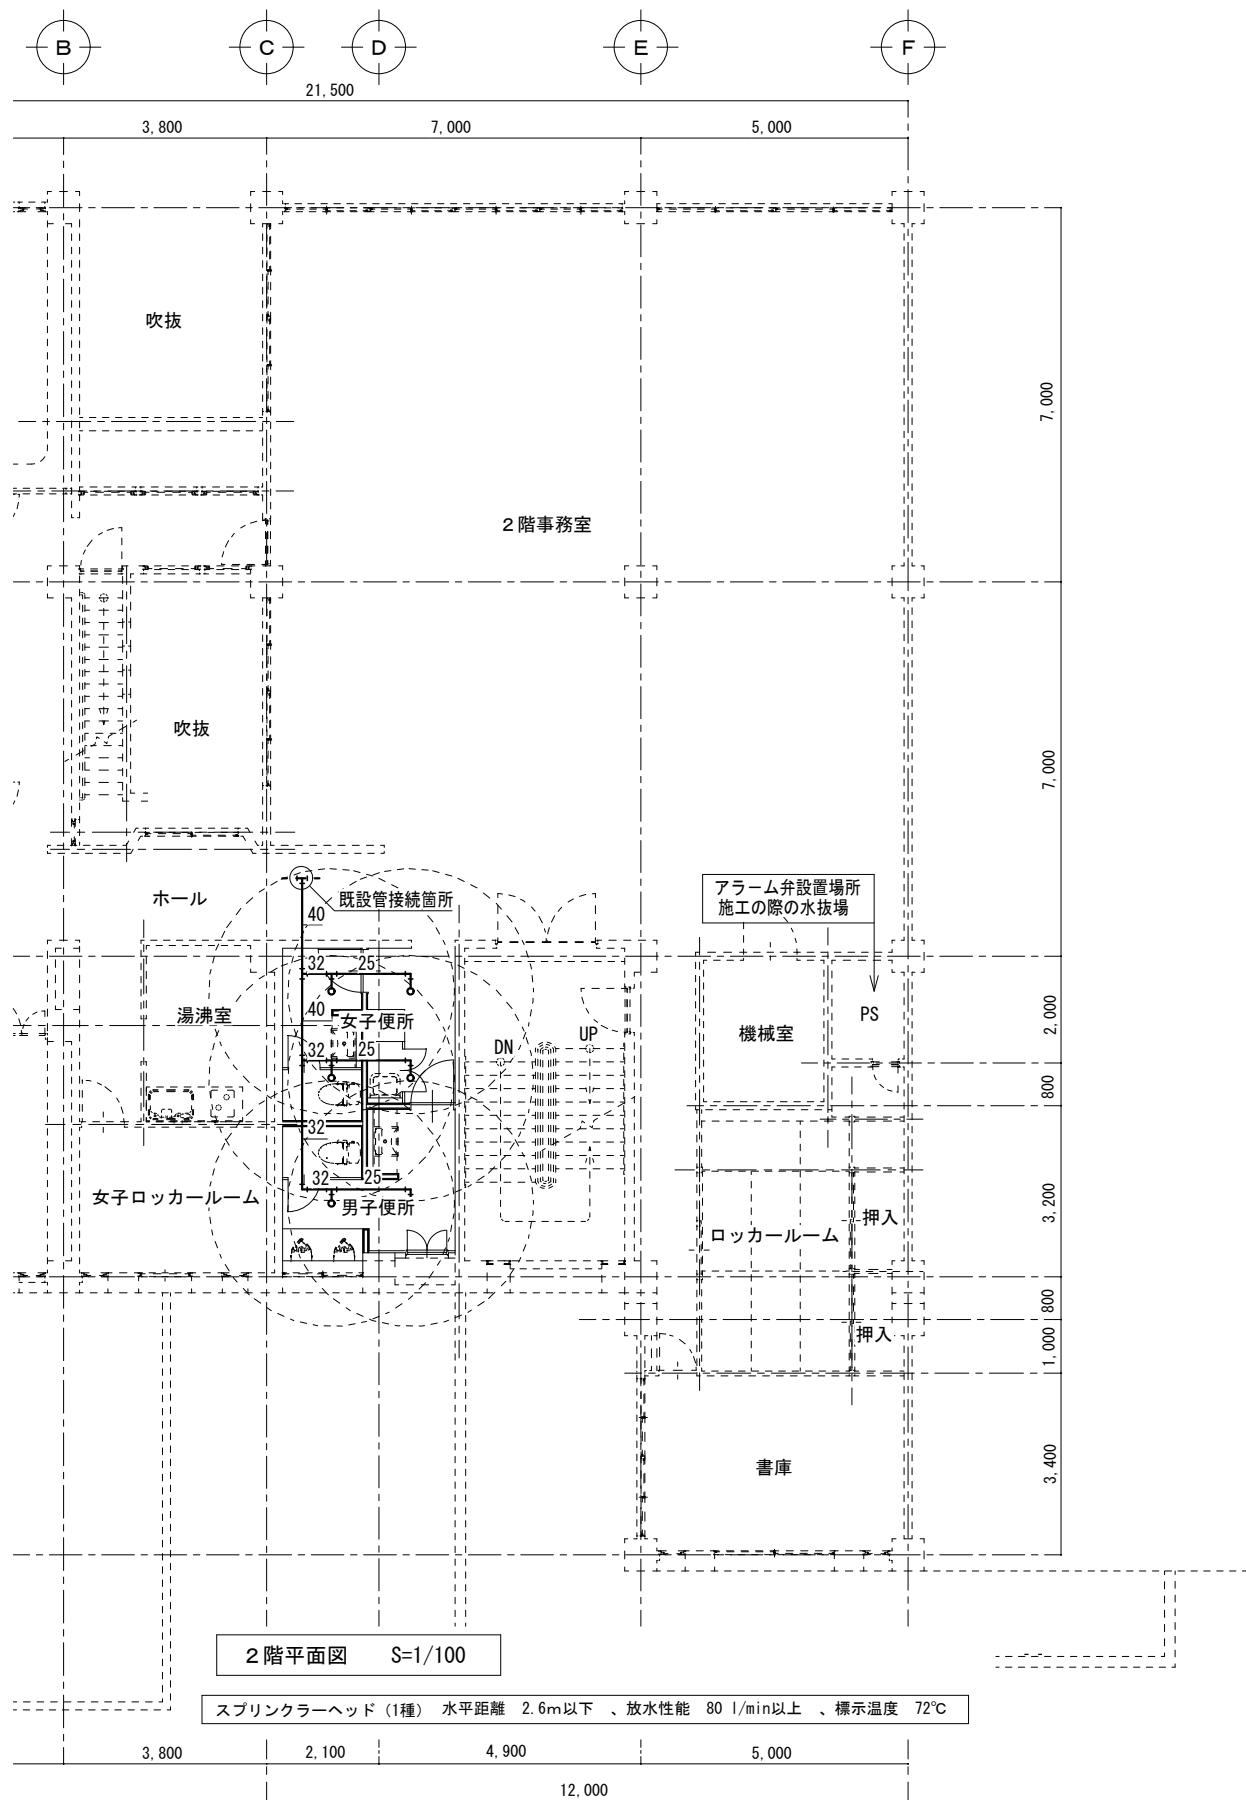 B C D E F
21,500
3,800 7,000 5,000
吹抜
7,000
２階事務室
吹抜
7,000
ホール
既設管接続箇所
アラーム弁設置場所
施工の際の水抜場
40
32 25
40
女子便所
湯沸室
DN UP
機械室
PS
2,000
32 25
800
32
32 25
女子ロッカールーム
男子便所
ロッカールーム
押入
3,200
800
押入
1,000
書庫
3,400
２階平面図 S=1/100
スプリンクラーヘッド（1種） 水平距離 2.6m以下 、放水性能 80 l/min以上 、標示温度 72℃
3,800 2,100 4,900 5,000
12,000